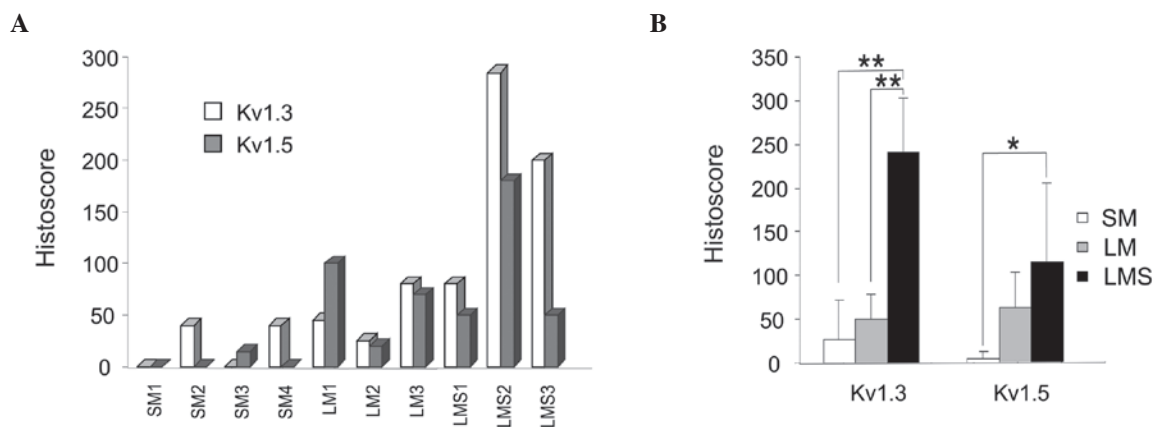 A
Histoscore
300
250
200
150
100
50
0
Kv1.3
Kv1.5
SM1
SM2
SM3
SM4
LM1
LM2
LM3
LMS1
LMS2
LMS3
B
Histoscore
350
300
250
200
150
100
50
0
**
**
*
SM
LM
LMS
Kv1.3
Kv1.5